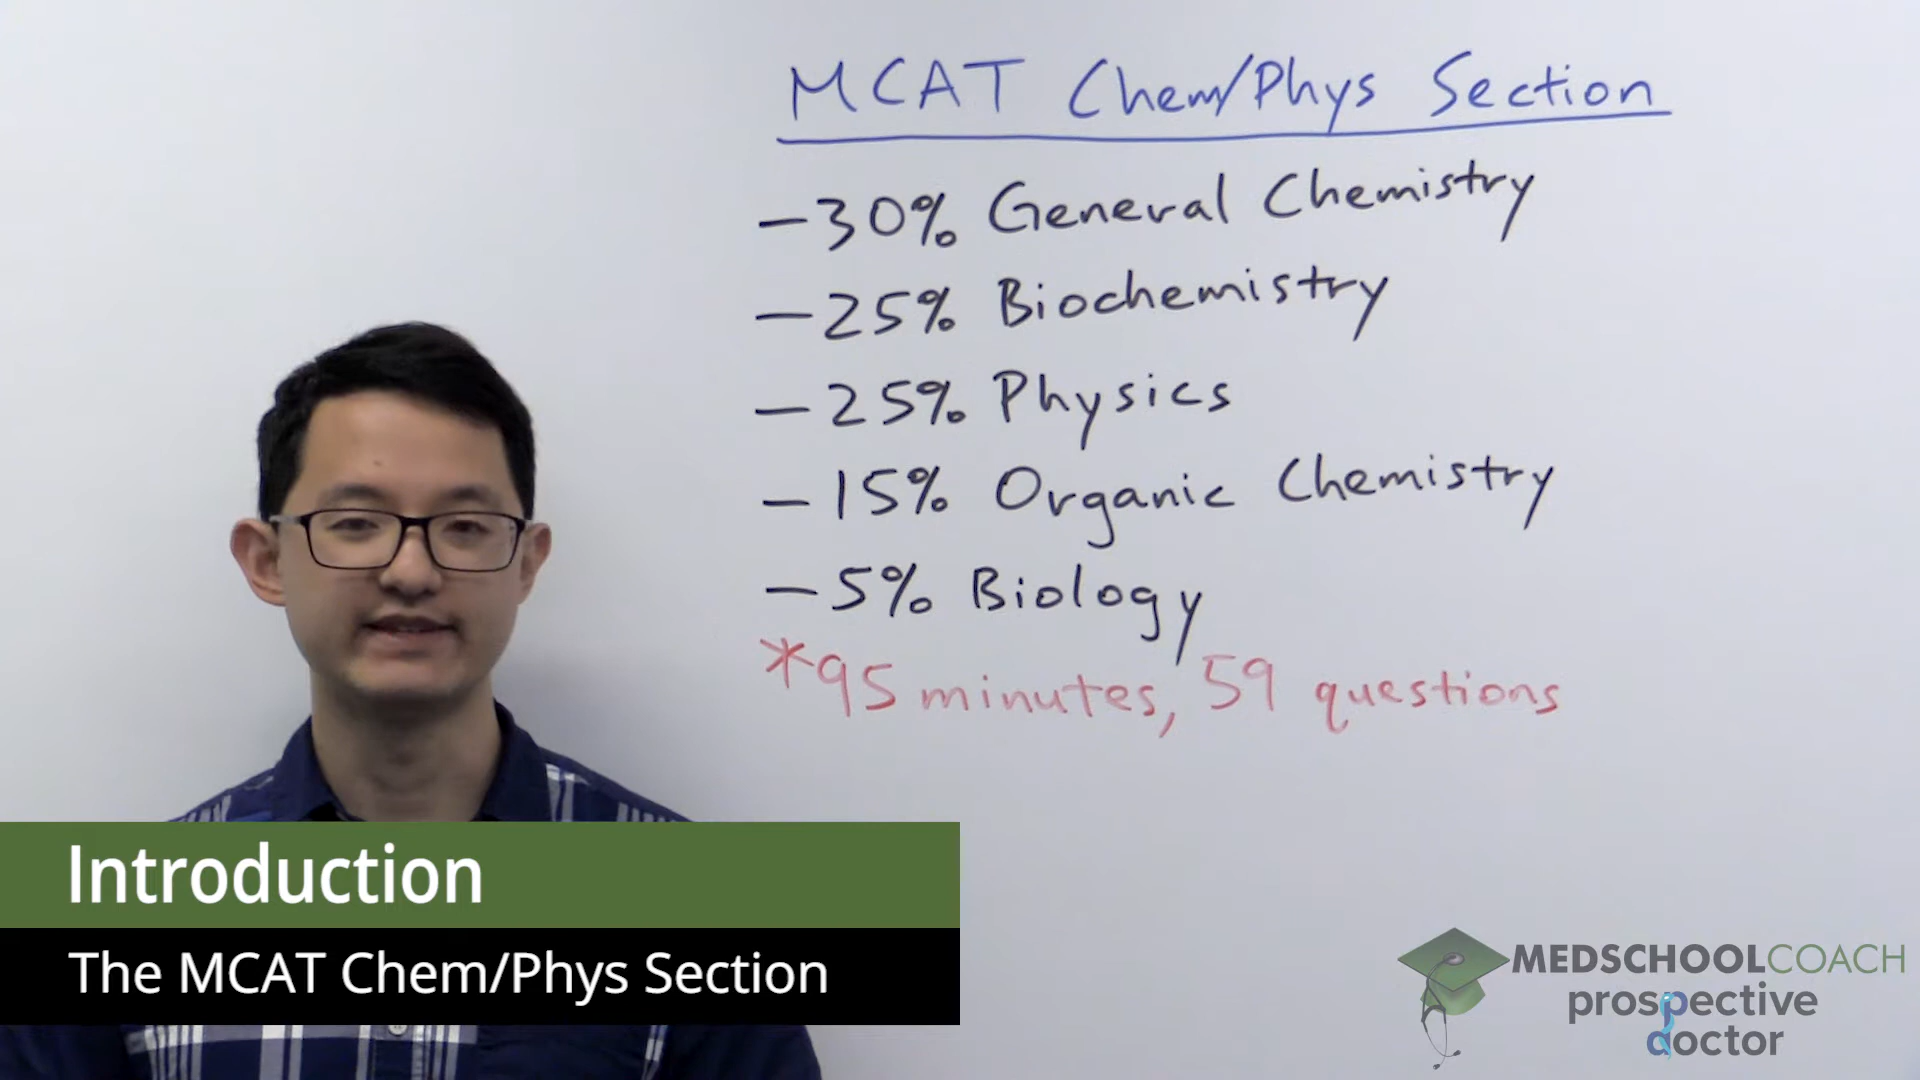 MCAT Chem/Phys Section
- 30% General Chemistry
- 25% Biochemistry
- 25% Physics
- 15% Organic Chemistry
- 5% Biology
*95 minutes, 59 questions
Introduction
The MCAT Chem/Phys Section
MEDSCHOOLCOACH
prospective
doctor